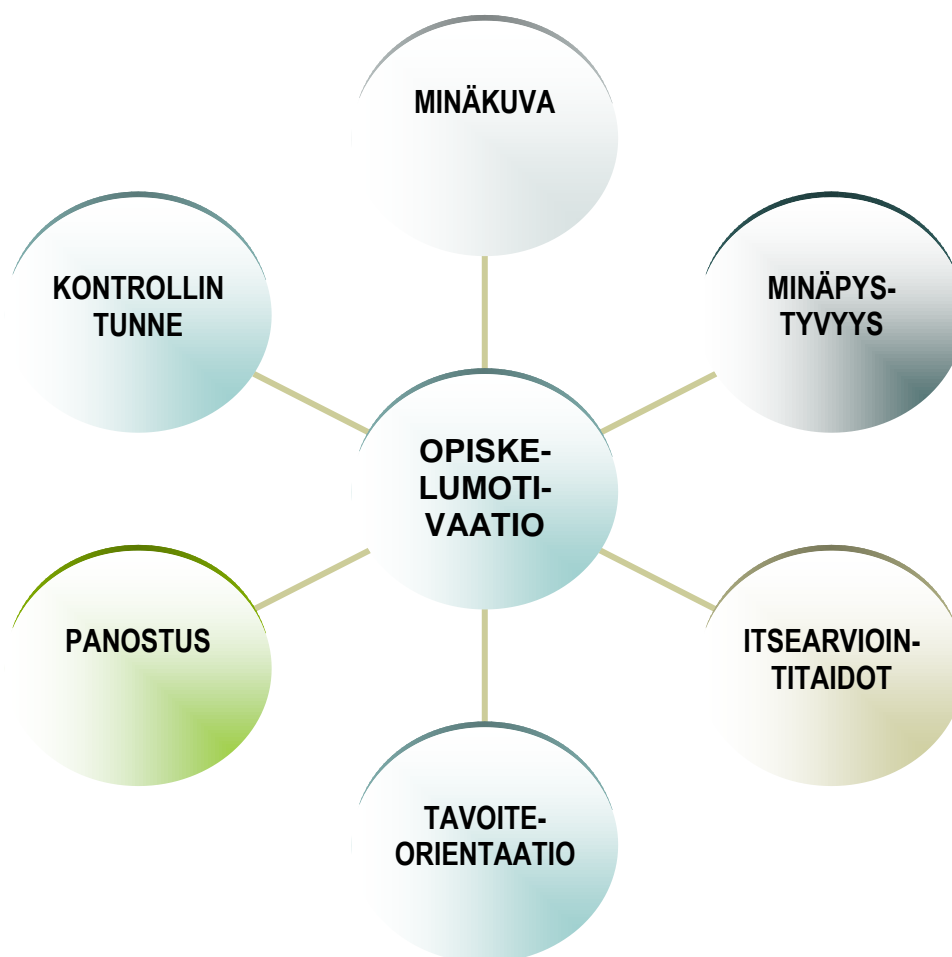 MINÄKUVA
KONTROLLIN
TUNNE
MINÄPYS-
TYVYYS
OPISKE-
LUMOTI-
VAATIO
PANOSTUS
ITSEARVIOIN-
TITAIDOT
TAVOITE-
ORIENTAATIO